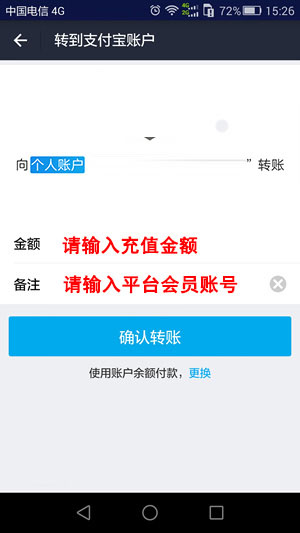 中国电信 4G 4G 2G 72% 15:26
转到支付宝账户
向 个人账户 ”转账
金额 请输入充值金额
备注 请输入平台会员账号
确认转账
使用账户余额付款，更换